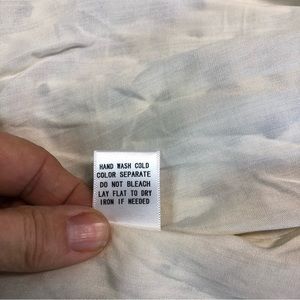 HAND WASH COLD
COLOR SEPARATE
DO NOT BLEACH
LAY FLAT TO DRY
IRON IF NEEDED